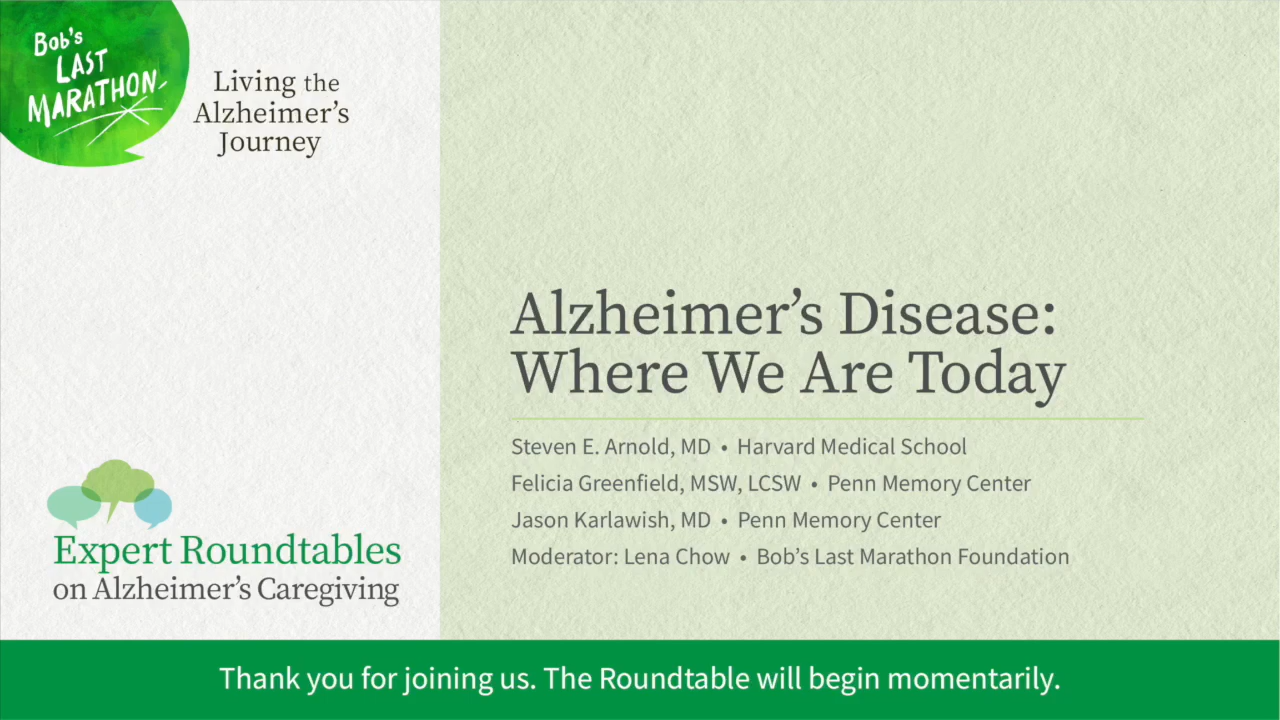 Bob's
LAST
MARATHON
Living the
Alzheimer’s
Journey
Alzheimer’s Disease:
Where We Are Today
Steven E. Arnold, MD • Harvard Medical School
Felicia Greenfield, MSW, LCSW • Penn Memory Center
Jason Karlawish, MD • Penn Memory Center
Moderator: Lena Chow • Bob’s Last Marathon Foundation
Expert Roundtables
on Alzheimer’s Caregiving
Thank you for joining us. The Roundtable will begin momentarily.